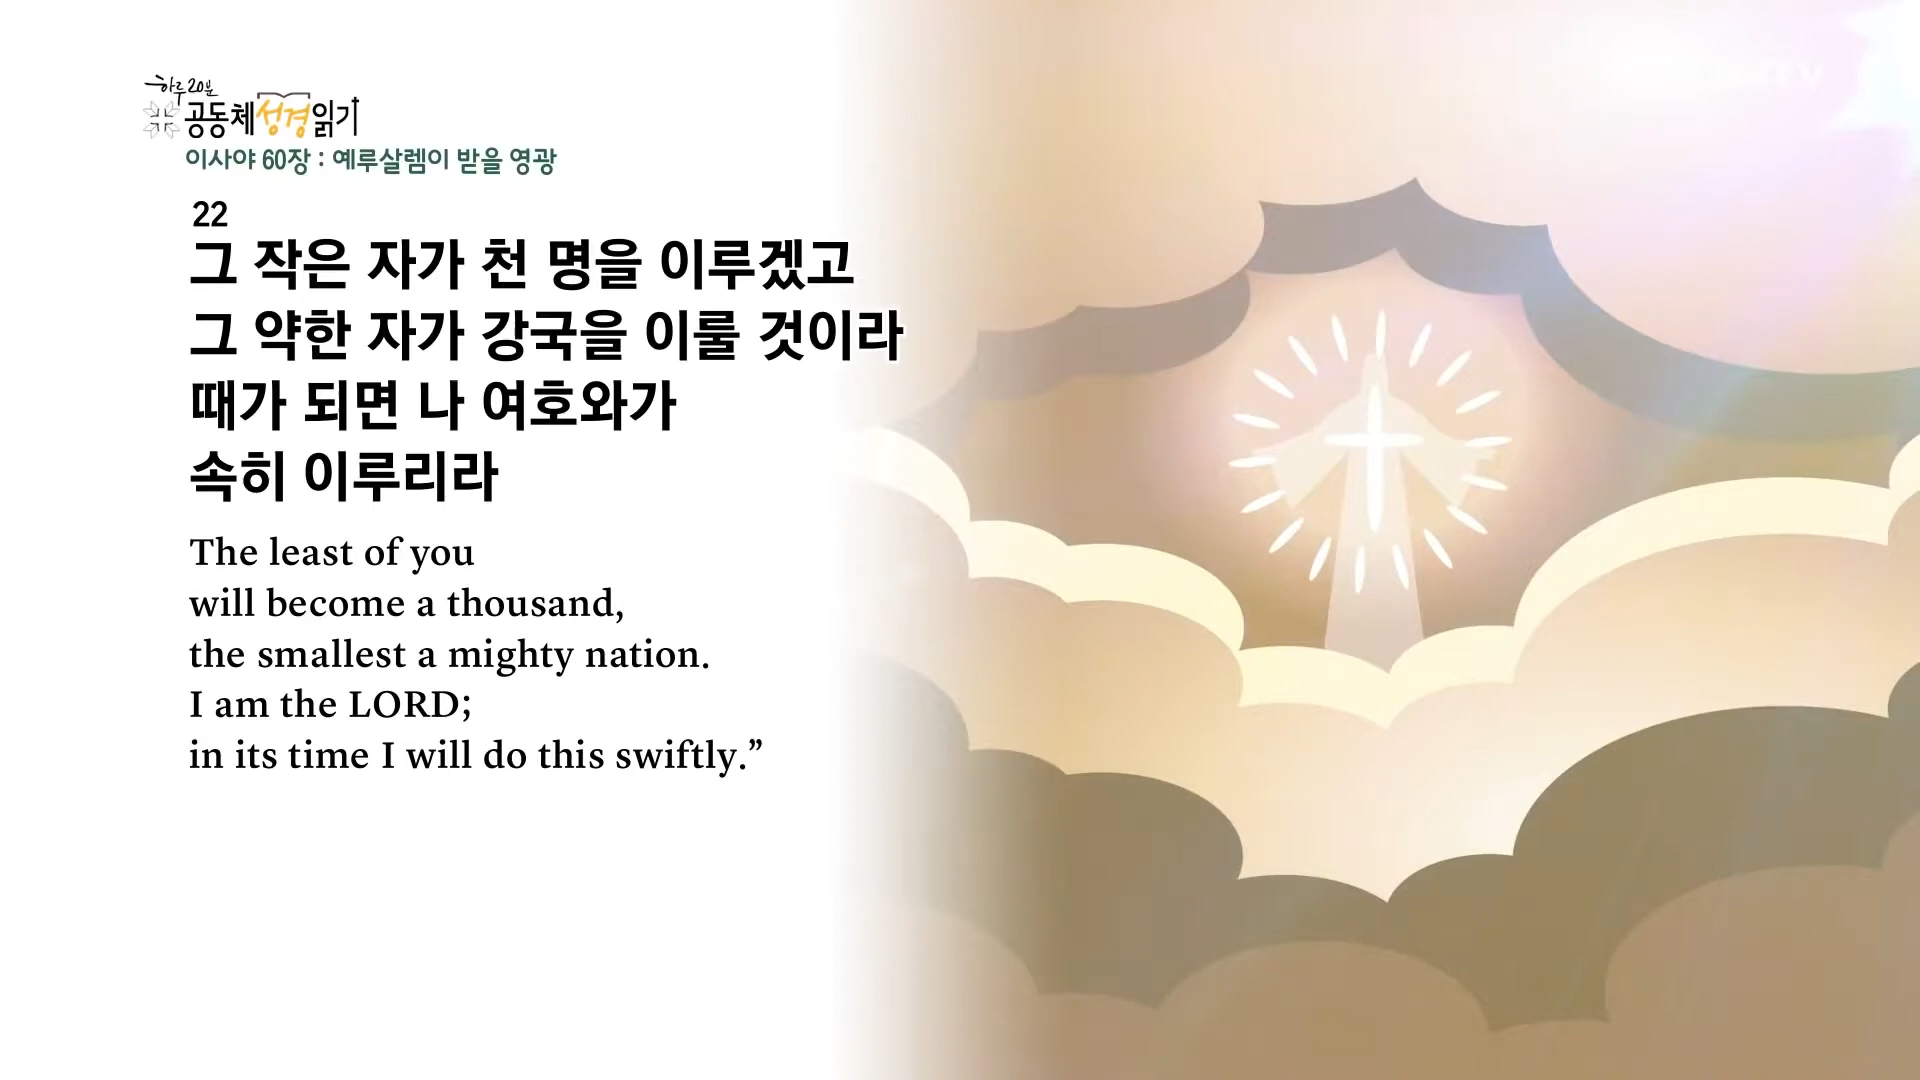 하루20분
공동체성경읽기
이사야 60장 : 예루살렘이 받을 영광
22
그 작은 자가 천 명을 이루겠고
그 약한 자가 강국을 이룰 것이라
때가 되면 나 여호와가
속히 이루리라
The least of you
will become a thousand,
the smallest a mighty nation.
I am the LORD;
in its time I will do this swiftly.”